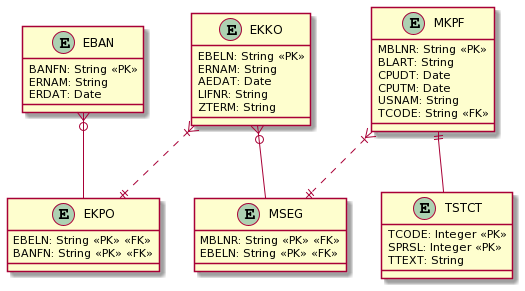 E EBAN
BANFN: String «PK»
ERNAM: String
ERDAT: Date
E EKKO
EBELN: String «PK»
ERNAM: String
AEDAT: Date
LIFNR: String
ZTERM: String
E MKPF
MBLNR: String «PK»
BLART: String
CPUDT: Date
CPUTM: Date
USNAM: String
TCODE: String «FK»
E EKPO
EBELN: String «PK» «FK»
BANFN: String «PK» «FK»
E MSEG
MBLNR: String «PK» «FK»
EBELN: String «PK» «FK»
E TSTCT
TCODE: Integer «PK»
SPRSL: Integer «PK»
TTEXT: String